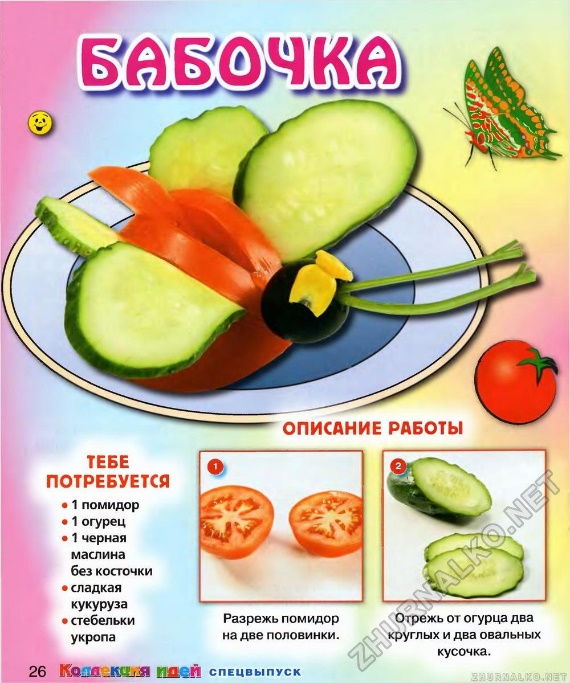 БАБОЧКА
ОПИСАНИЕ РАБОТЫ
ТЕБЕ
ПОТРЕБУЕТСЯ
• 1 помидор
• 1 огурец
• 1 черная
маслина
без косточки
• сладкая
кукуруза
• стебельки
укропа
1
Разрежь помидор
на две половинки.
2
Отрежь от огурца два
круглых и два овальных
кусочка.
26 Коллекция идей СПЕЦВЫПУСК
ZHURNALKO.NET
ZHURNALKO.NET